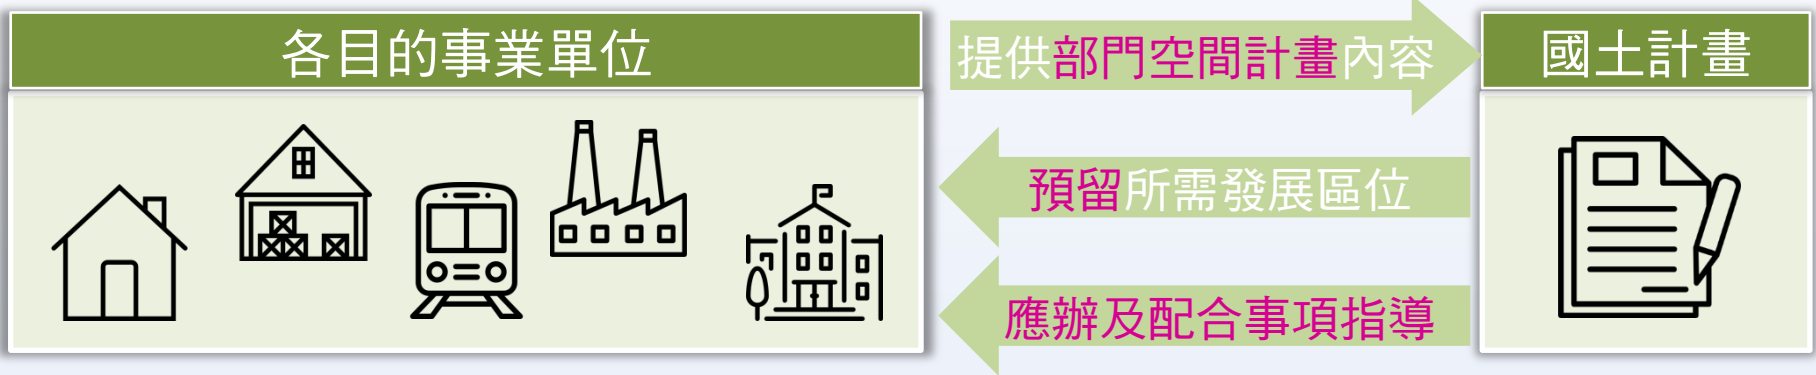 各目的事業單位
提供部門空間計畫內容
國土計畫
預留所需發展區位
應辦及配合事項指導